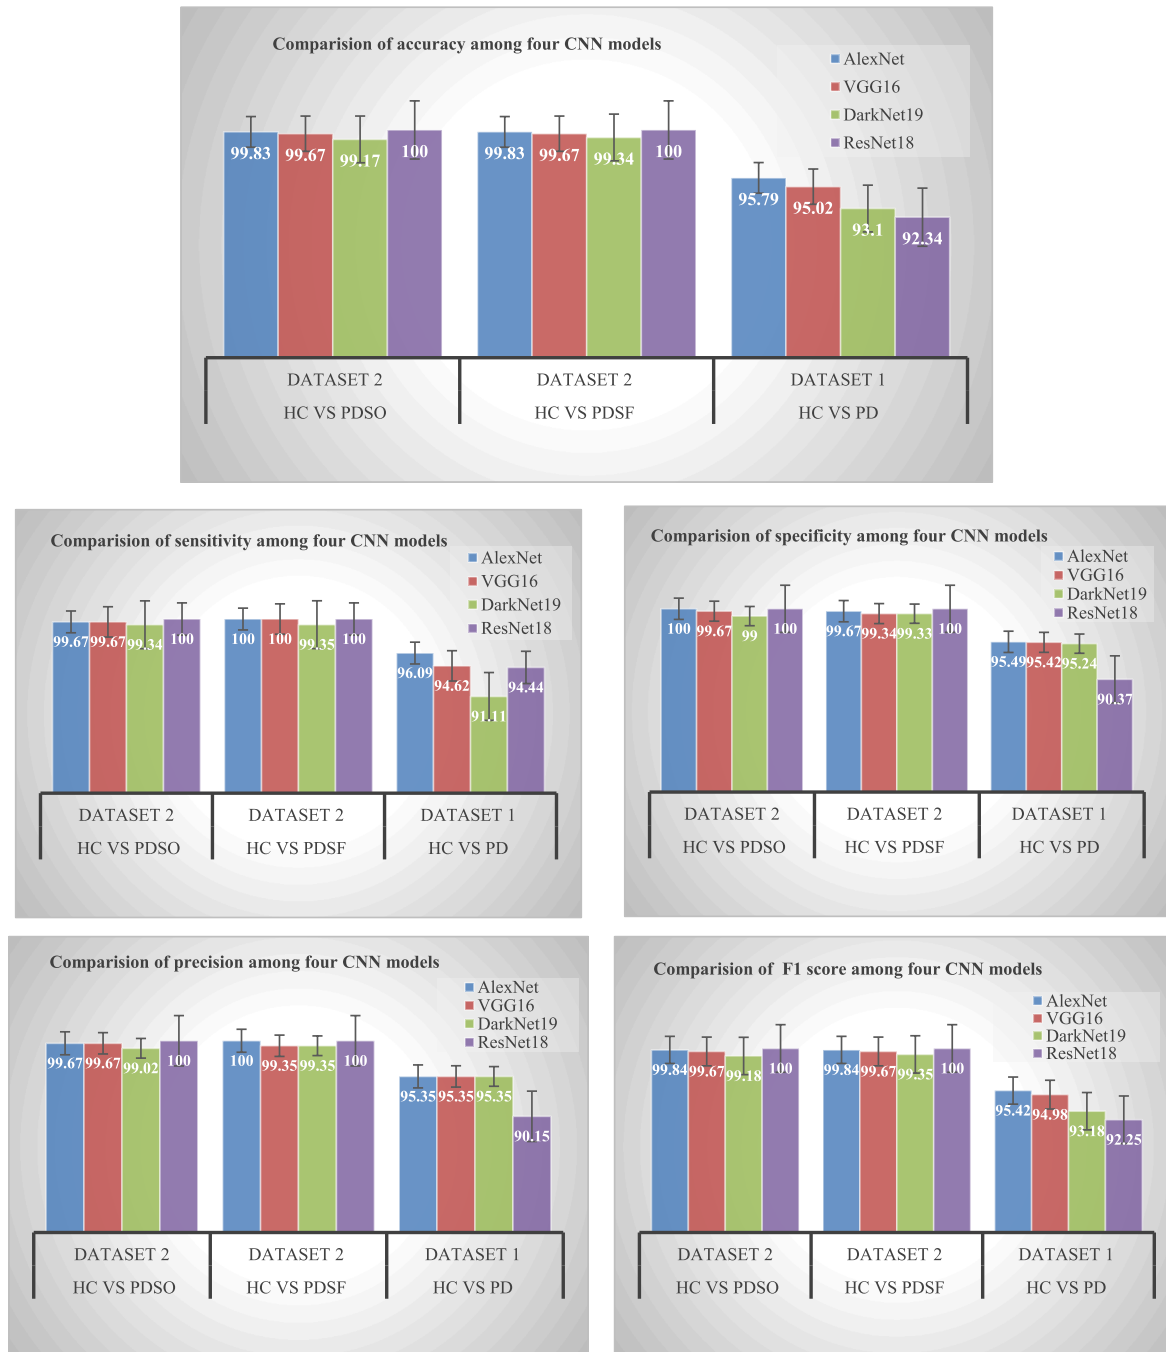 Comparision of accuracy among four CNN models
AlexNet
VGG16
DarkNet19
ResNet18
99.83 99.67 99.17 100 99.83 99.67 99.34 100 95.79 95.02 93.1 92.34
DATASET 2 DATASET 2 DATASET 1
HC VS PDSO HC VS PDSF HC VS PD
Comparision of sensitivity among four CNN models
AlexNet
VGG16
DarkNet19
ResNet18
99.67 99.67 99.34 100 100 100 99.35 100 96.09 94.62 91.11 94.44
DATASET 2 DATASET 2 DATASET 1
HC VS PDSO HC VS PDSF HC VS PD
Comparision of specificity among four CNN models
AlexNet
VGG16
DarkNet19
ResNet18
100 99.67 99 100 99.67 99.34 99.33 100 95.49 95.42 95.24 90.37
DATASET 2 DATASET 2 DATASET 1
HC VS PDSO HC VS PDSF HC VS PD
Comparision of precision among four CNN models
AlexNet
VGG16
DarkNet19
ResNet18
99.67 99.67 99.02 100 100 99.35 99.35 100 95.35 95.35 95.35 90.15
DATASET 2 DATASET 2 DATASET 1
HC VS PDSO HC VS PDSF HC VS PD
Comparision of F1 score among four CNN models
AlexNet
VGG16
DarkNet19
ResNet18
99.84 99.67 99.18 100 99.84 99.67 99.35 100 95.42 94.98 93.18 92.25
DATASET 2 DATASET 2 DATASET 1
HC VS PDSO HC VS PDSF HC VS PD